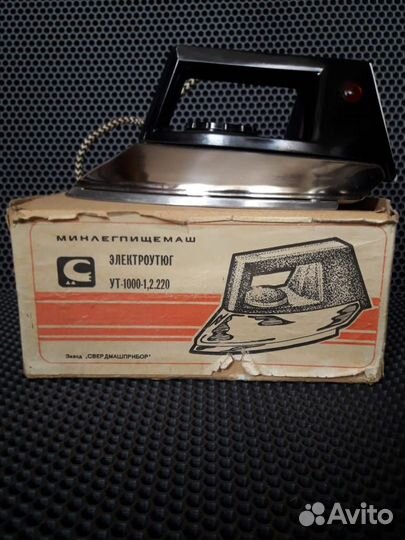 МИНЛЕГПИЩЕМАШ
ЭЛЕКТРОУТЮГ
УТ-1000-1,2.220
Завод „СВЕРДМАШПРИБОР"
Avito